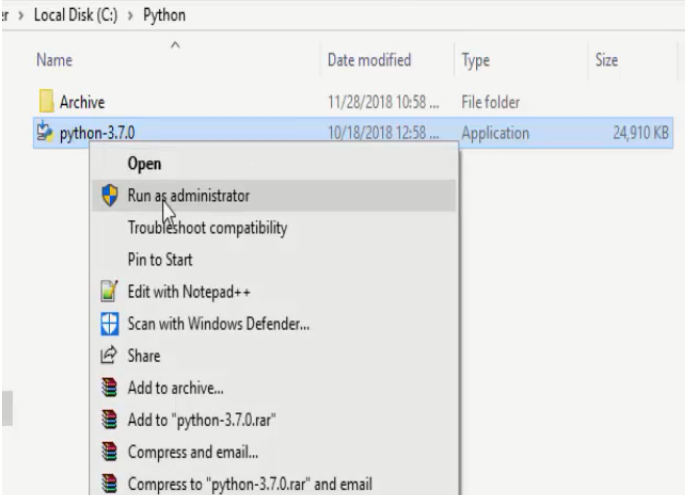 er > Local Disk (C:) > Python
Name Date modified Type Size
Archive 11/28/2018 10:58 ... File folder
python-3.7.0 10/18/2018 12:58 ... Application 24,910 KB
Open
Run as administrator
Troubleshoot compatibility
Pin to Start
Edit with Notepad++
Scan with Windows Defender...
Share
Add to archive...
Add to "python-3.7.0.rar"
Compress and email...
Compress to "python-3.7.0.rar" and email